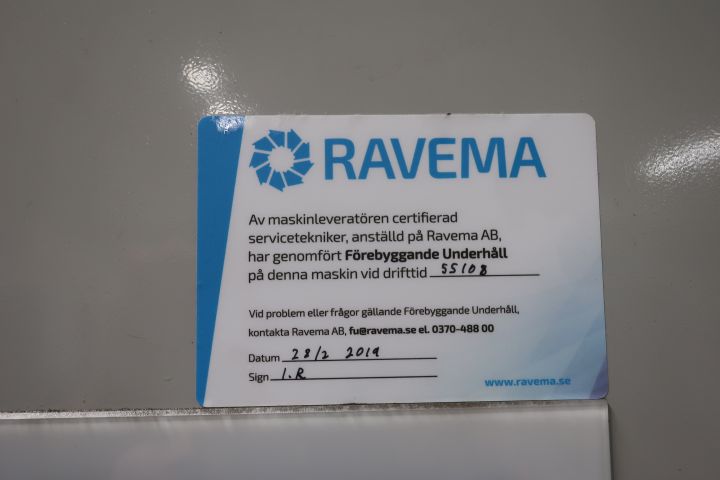 RAVEMA
Av maskinleveratören certifierad
servicetekniker, anställd på Ravema AB,
har genomfört Förebyggande Underhåll
på denna maskin vid drifttid 55108
Vid problem eller frågor gällande Förebyggande Underhåll,
kontakta Ravema AB, fu@ravema.se el. 0370-488 00
Datum 28/2 2019
Sign I.R
www.ravema.se